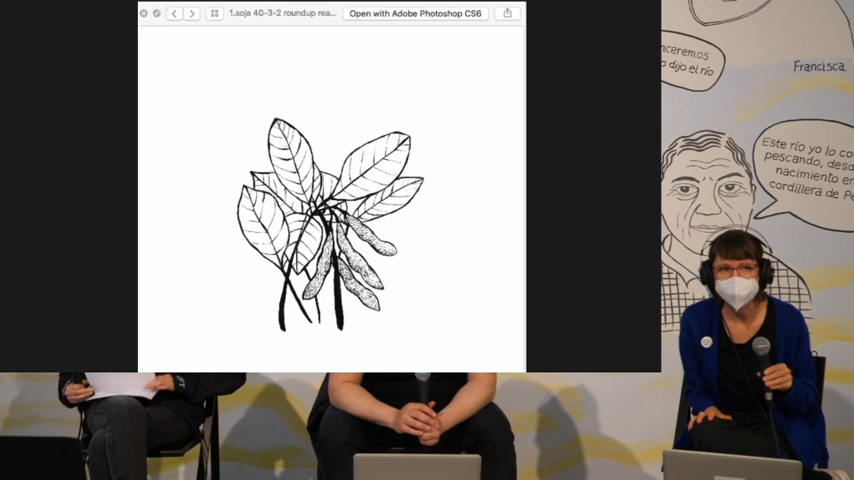 1.soja 40-3-2 roundup rea...
Open with Adobe Photoshop CS6
nceremos
o dijo el río
Francisca
Este río yo lo co
pescando, desd
nacimiento en
cordillera de Pe